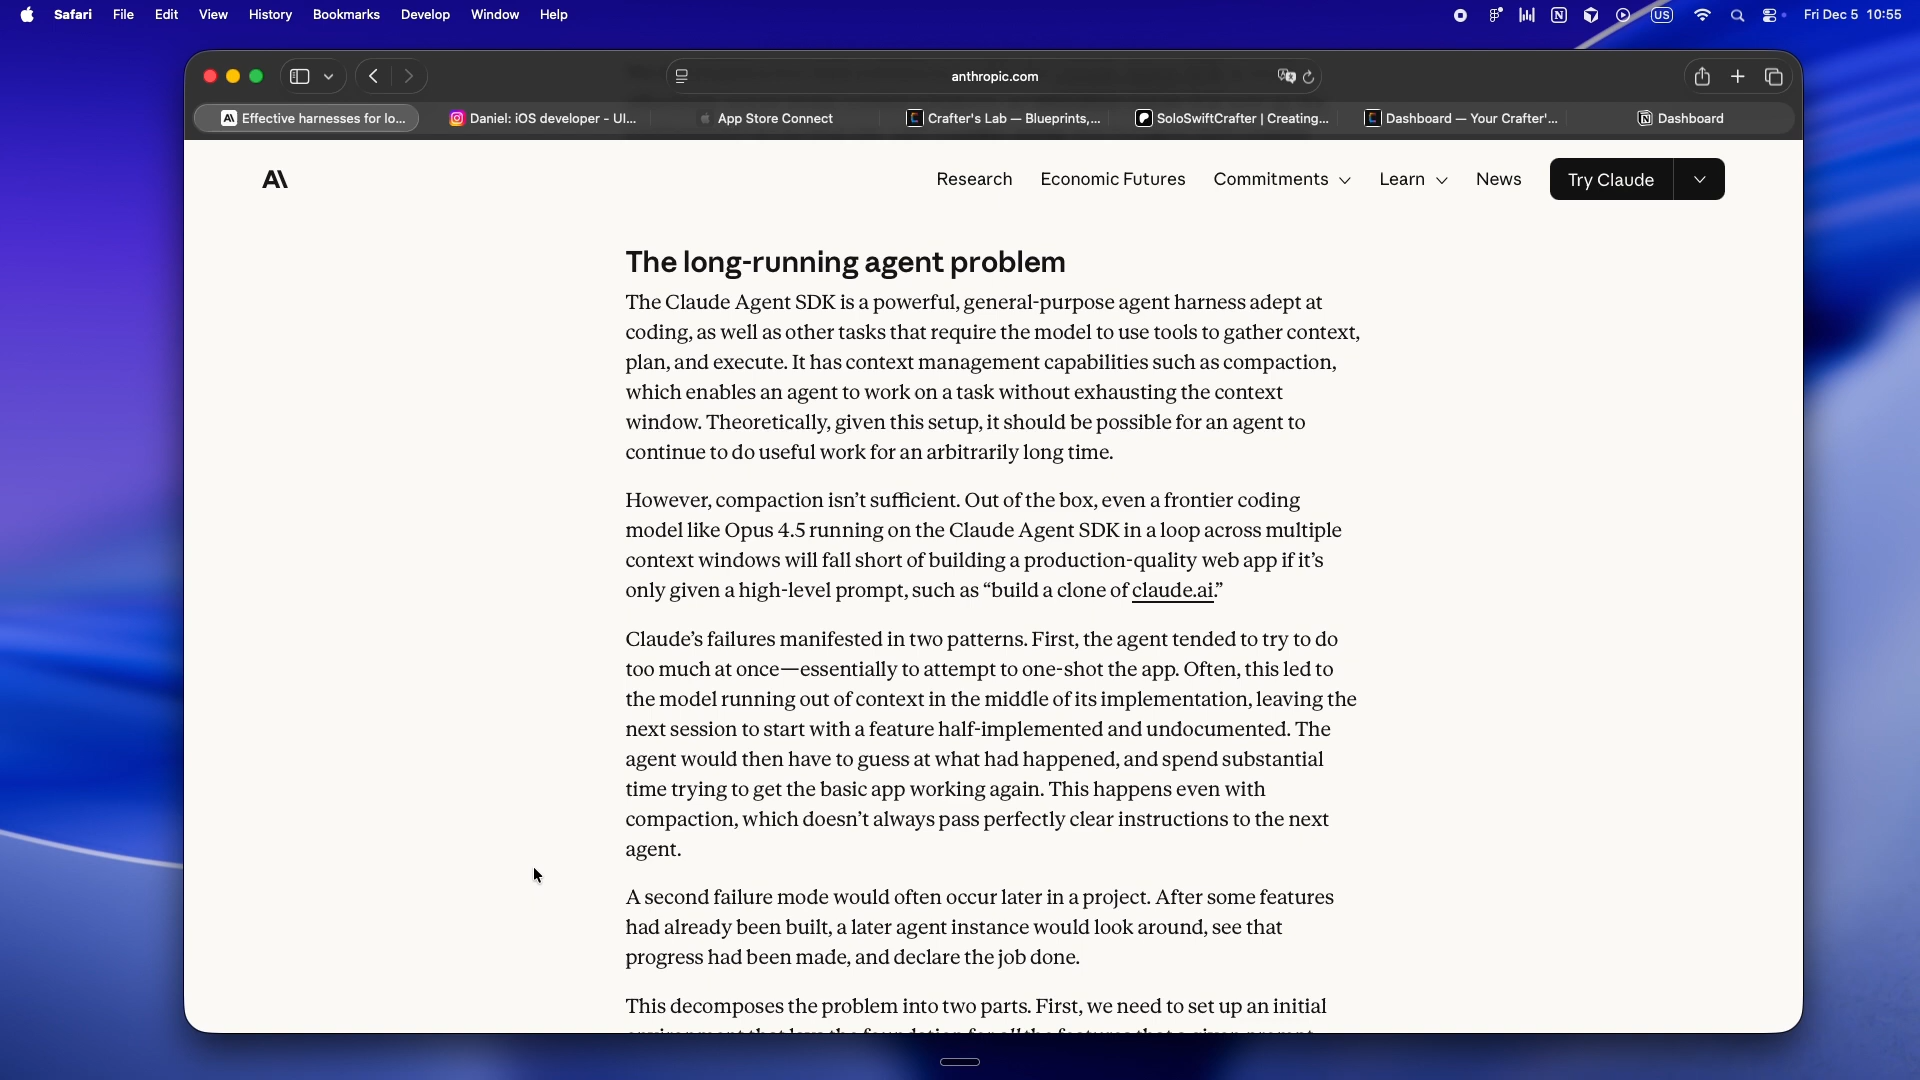 Safari File Edit View History Bookmarks Develop Window Help
US
Fri Dec 5 10:55
anthropic.com
Effective harnesses for lo...
Daniel: iOS developer - UI...
App Store Connect
Crafter's Lab — Blueprints,...
SoloSwiftCrafter | Creating...
Dashboard — Your Crafter'...
Dashboard
Research Economic Futures Commitments Learn News Try Claude
The long-running agent problem
The Claude Agent SDK is a powerful, general-purpose agent harness adept at
coding, as well as other tasks that require the model to use tools to gather context,
plan, and execute. It has context management capabilities such as compaction,
which enables an agent to work on a task without exhausting the context
window. Theoretically, given this setup, it should be possible for an agent to
continue to do useful work for an arbitrarily long time.
However, compaction isn’t sufficient. Out of the box, even a frontier coding
model like Opus 4.5 running on the Claude Agent SDK in a loop across multiple
context windows will fall short of building a production-quality web app if it’s
only given a high-level prompt, such as “build a clone of claude.ai.”
Claude’s failures manifested in two patterns. First, the agent tended to try to do
too much at once—essentially to attempt to one-shot the app. Often, this led to
the model running out of context in the middle of its implementation, leaving the
next session to start with a feature half-implemented and undocumented. The
agent would then have to guess at what had happened, and spend substantial
time trying to get the basic app working again. This happens even with
compaction, which doesn’t always pass perfectly clear instructions to the next
agent.
A second failure mode would often occur later in a project. After some features
had already been built, a later agent instance would look around, see that
progress had been made, and declare the job done.
This decomposes the problem into two parts. First, we need to set up an initial